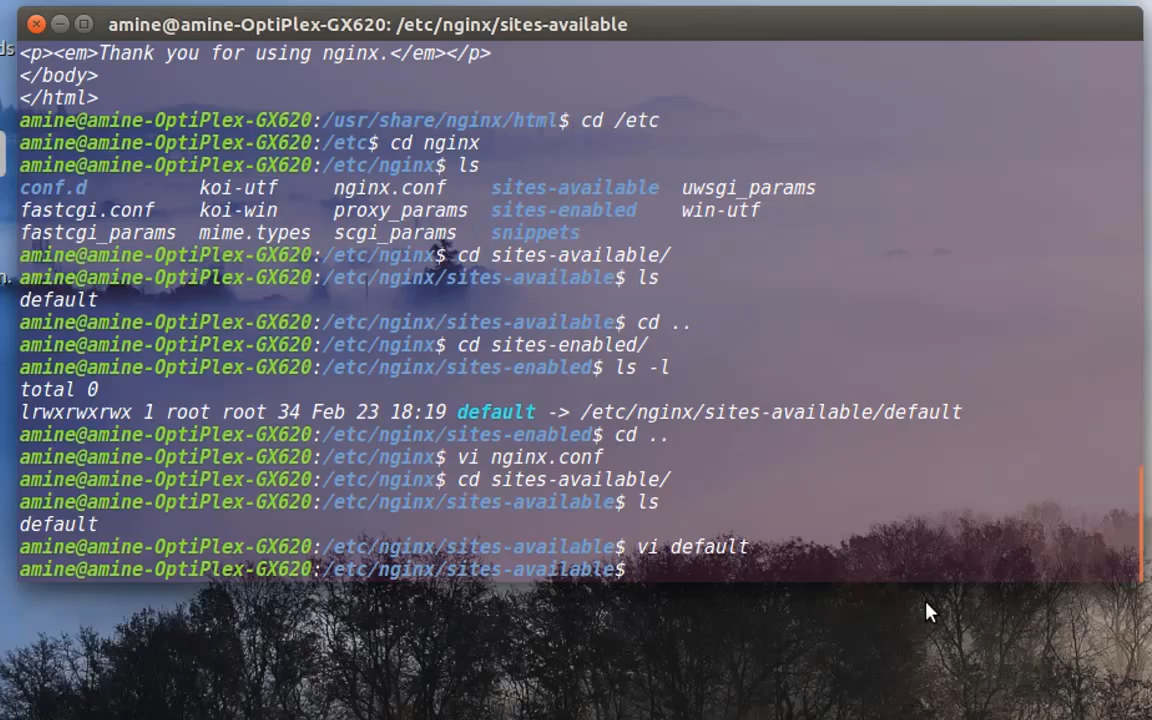 amine@amine-OptiPlex-GX620: /etc/nginx/sites-available
ds
<p><em>Thank you for using nginx.</em></p>
</body>
</html>
amine@amine-OptiPlex-GX620:/usr/share/nginx/html$ cd /etc
amine@amine-OptiPlex-GX620:/etc$ cd nginx
amine@amine-OptiPlex-GX620:/etc/nginx$ ls
conf.d          koi-utf     nginx.conf    sites-available  uwsgi_params
fastcgi.conf    koi-win     proxy_params  sites-enabled    win-utf
fastcgi_params  mime.types  scgi_params   snippets
amine@amine-OptiPlex-GX620:/etc/nginx$ cd sites-available/
n.
amine@amine-OptiPlex-GX620:/etc/nginx/sites-available$ ls
default
amine@amine-OptiPlex-GX620:/etc/nginx/sites-available$ cd ..
amine@amine-OptiPlex-GX620:/etc/nginx$ cd sites-enabled/
amine@amine-OptiPlex-GX620:/etc/nginx/sites-enabled$ ls -l
total 0
lrwxrwxrwx 1 root root 34 Feb 23 18:19 default -> /etc/nginx/sites-available/default
amine@amine-OptiPlex-GX620:/etc/nginx/sites-enabled$ cd ..
amine@amine-OptiPlex-GX620:/etc/nginx$ vi nginx.conf
amine@amine-OptiPlex-GX620:/etc/nginx$ cd sites-available/
amine@amine-OptiPlex-GX620:/etc/nginx/sites-available$ ls
default
amine@amine-OptiPlex-GX620:/etc/nginx/sites-available$ vi default
amine@amine-OptiPlex-GX620:/etc/nginx/sites-available$